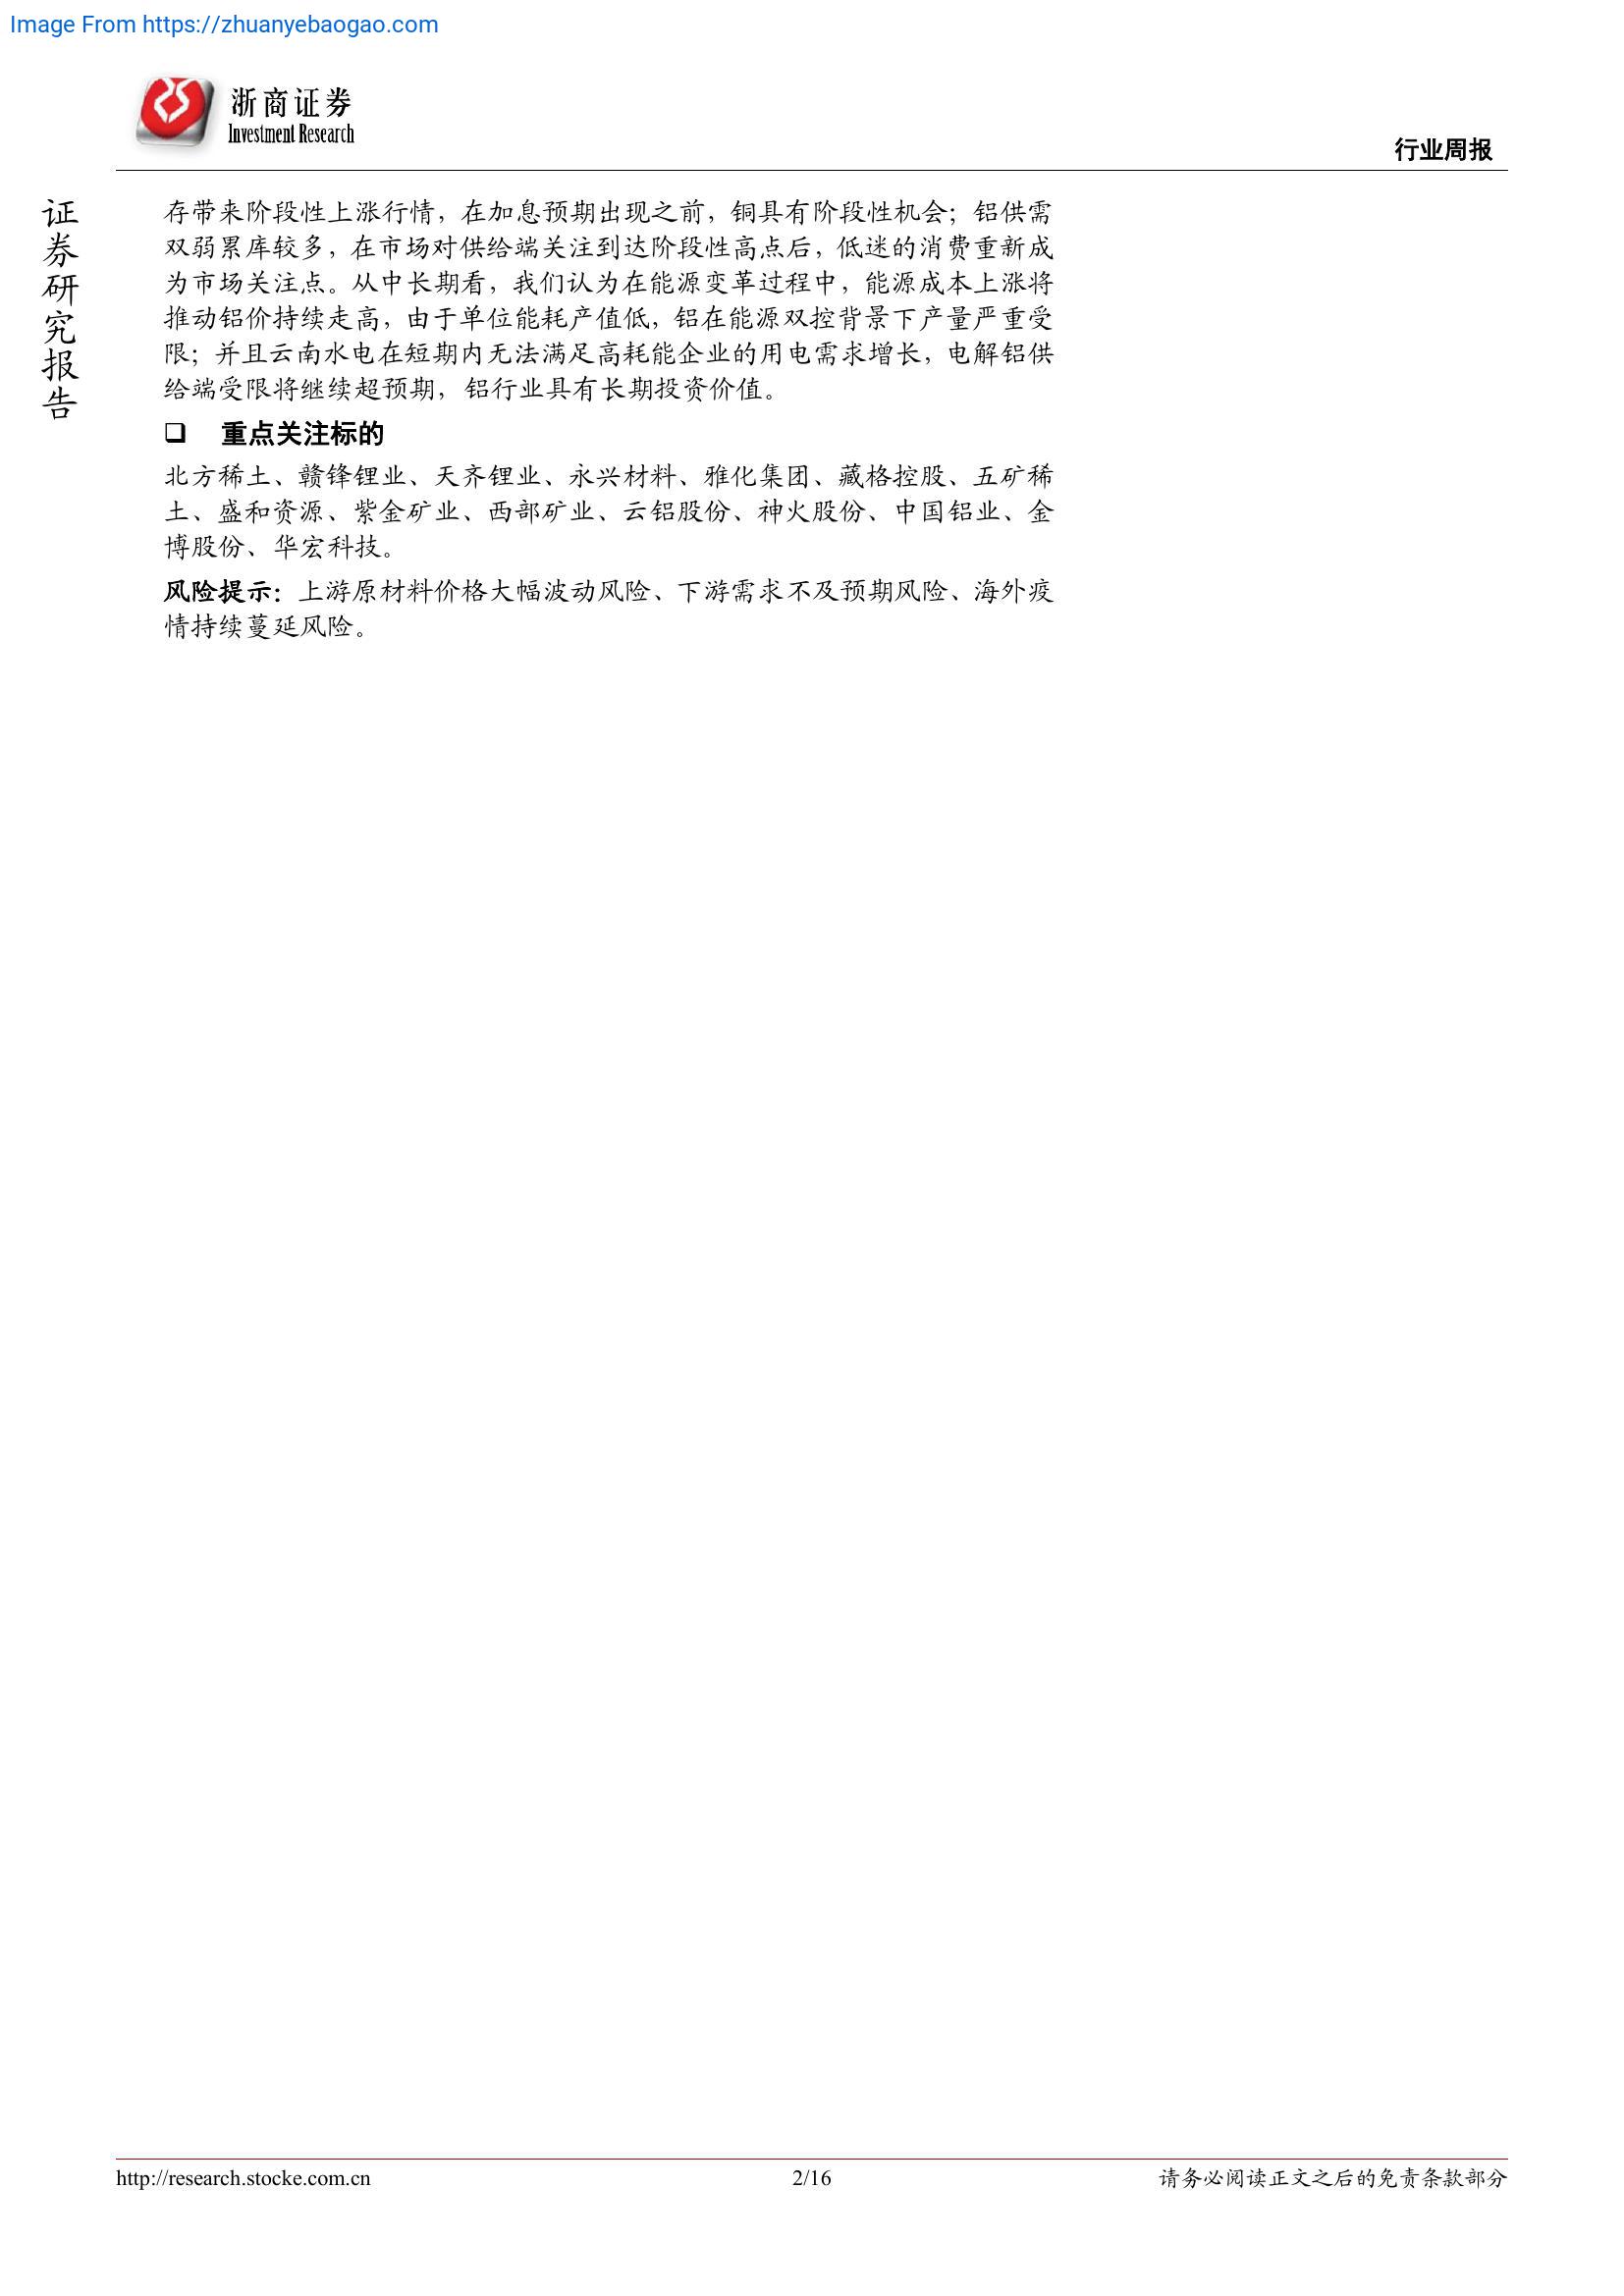 Image From https://zhuanyebaogao.com
浙商证券
Investment Research
行业周报
证券研究报告
存带来阶段性上涨行情，在加息预期出现之前，铜具有阶段性机会；铝供需
双弱累库较多，在市场对供给端关注到达阶段性高点后，低迷的消费重新成
为市场关注点。从中长期看，我们认为在能源变革过程中，能源成本上涨将
推动铝价持续走高，由于单位能耗产值低，铝在能源双控背景下产量严重受
限；并且云南水电在短期内无法满足高耗能企业的用电需求增长，电解铝供
给端受限将继续超预期，铝行业具有长期投资价值。
❑ 重点关注标的
北方稀土、赣锋锂业、天齐锂业、永兴材料、雅化集团、藏格控股、五矿稀
土、盛和资源、紫金矿业、西部矿业、云铝股份、神火股份、中国铝业、金
博股份、华宏科技。
风险提示：上游原材料价格大幅波动风险、下游需求不及预期风险、海外疫
情持续蔓延风险。
http://research.stocke.com.cn
2/16
请务必阅读正文之后的免责条款部分